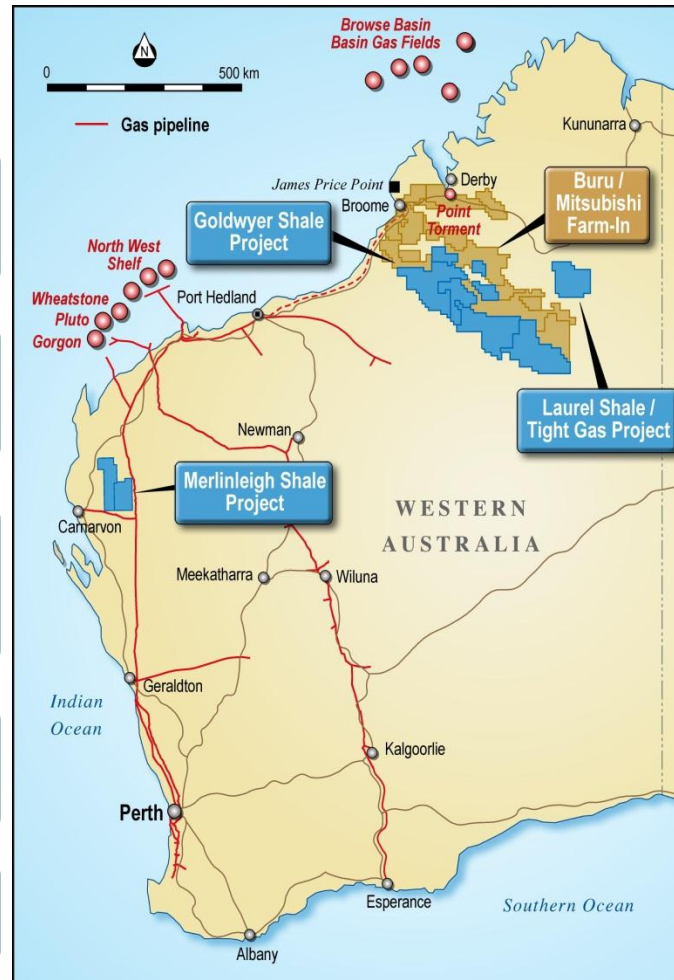 Browse Basin
Basin Gas Fields
N
0
500 km
Gas pipeline
Kununarra
James Price Point
Derby
Broome
Point
Torment
Buru /
Mitsubishi
Farm-In
Goldwyer Shale
Project
North West
Shelf
Wheatstone
Pluto
Gorgon
Port Hedland
Laurel Shale /
Tight Gas Project
Newman
Merlinleigh Shale
Project
Carnarvon
WESTERN
AUSTRALIA
Meekatharra
Wiluna
Geraldton
Indian
Ocean
Kalgoorlie
Perth
Esperance
Southern Ocean
Albany